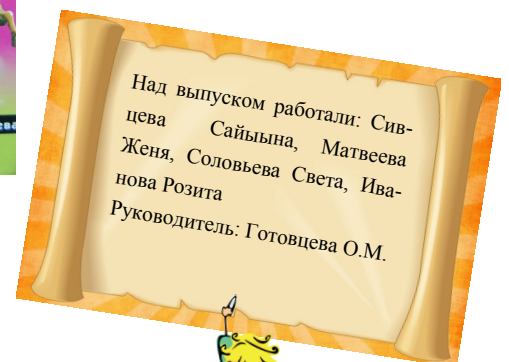 Над выпуском работали: Сив-
цева Сайыына, Матвеева
Женя, Соловьева Света, Ива-
нова Розита
Руководитель: Готовцева О.М.